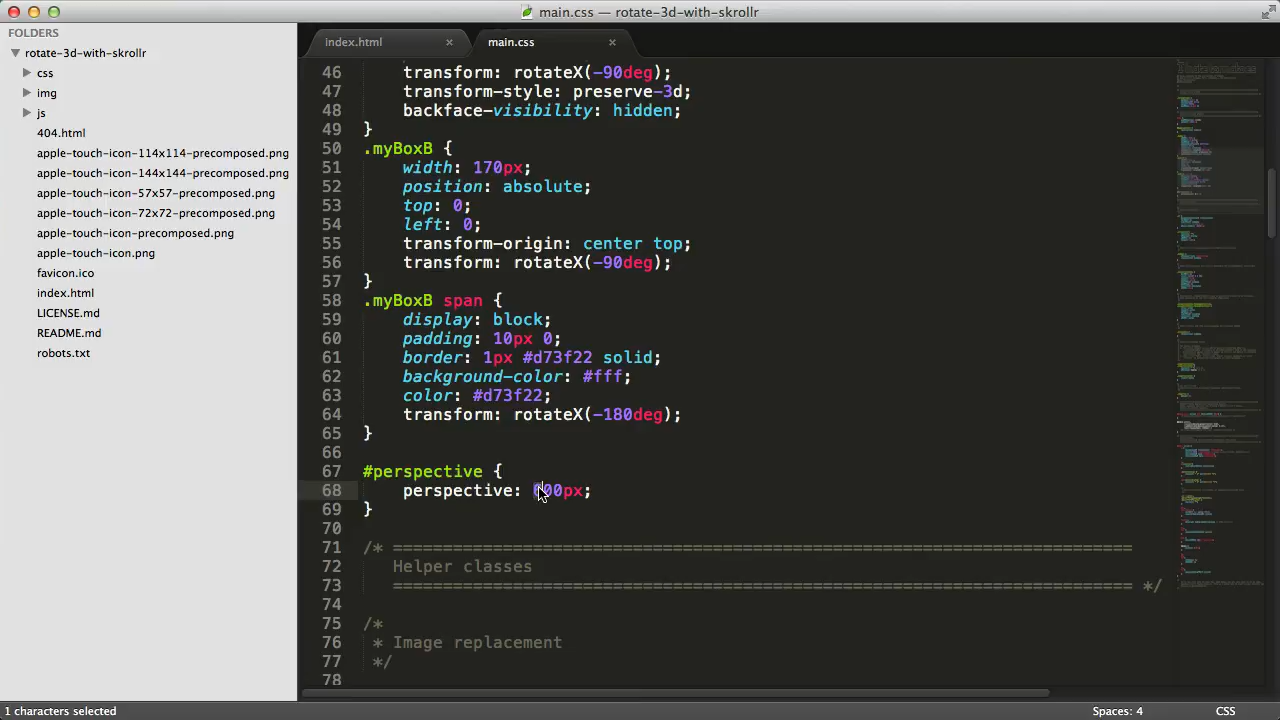 main.css — rotate-3d-with-skrollr
FOLDERS
rotate-3d-with-skrollr
css
img
js
404.html
apple-touch-icon-114x114-precomposed.png
apple-touch-icon-144x144-precomposed.png
apple-touch-icon-57x57-precomposed.png
apple-touch-icon-72x72-precomposed.png
apple-touch-icon-precomposed.png
apple-touch-icon.png
favicon.ico
index.html
LICENSE.md
README.md
robots.txt
index.html × main.css ×
46 transform: rotateX(-90deg);
47 transform-style: preserve-3d;
48 backface-visibility: hidden;
49 }
50 .myBoxB {
51 width: 170px;
52 position: absolute;
53 top: 0;
54 left: 0;
55 transform-origin: center top;
56 transform: rotateX(-90deg);
57 }
58 .myBoxB span {
59 display: block;
60 padding: 10px 0;
61 border: 1px #d73f22 solid;
62 background-color: #fff;
63 color: #d73f22;
64 transform: rotateX(-180deg);
65 }
66
67 #perspective {
68 perspective:
69 }
70
71 /* ==========================================================================
72 Helper classes
73 ========================================================================== */
74
75 /*
76 * Image replacement
77 */
78
1 characters selected
Spaces: 4
CSS